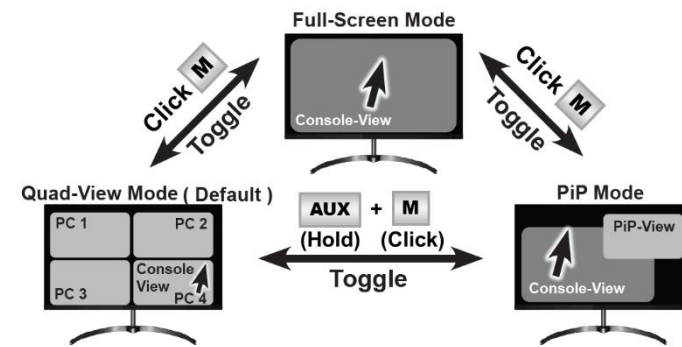 Full-Screen Mode
Click M
Toggle
Console-View
Click M
Toggle
Quad-View Mode ( Default )
PC 1
PC 2
PC 3
Console
View
PC 4
AUX + M
(Hold) (Click)
Toggle
PiP Mode
PiP-View
Console-View